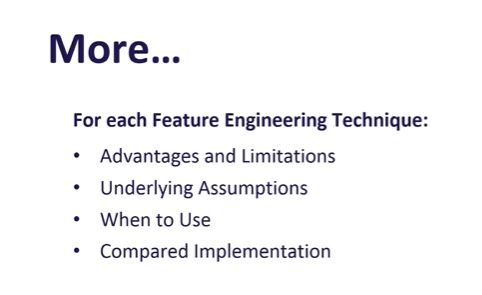 More…
For each Feature Engineering Technique:
• Advantages and Limitations
• Underlying Assumptions
• When to Use
• Compared Implementation